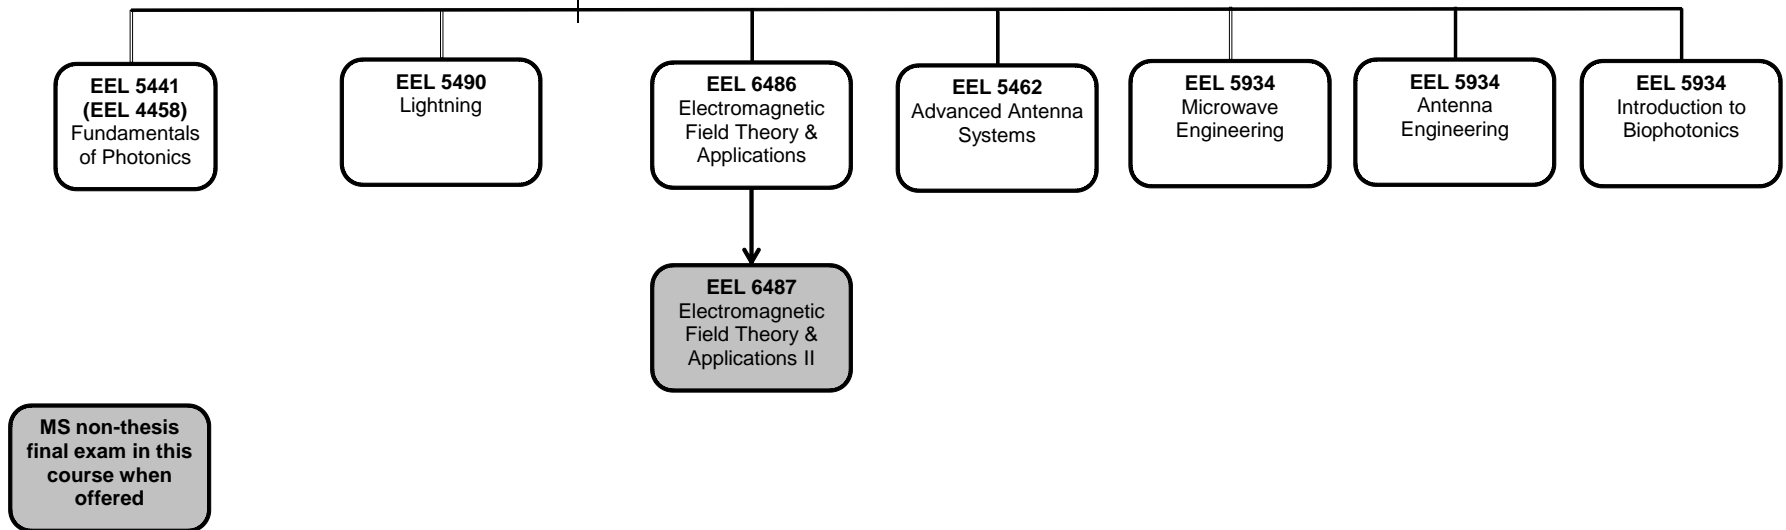 EEL 5441
(EEL 4458)
Fundamentals
of Photonics
EEL 5490
Lightning
EEL 6486
Electromagnetic
Field Theory &
Applications
EEL 5462
Advanced Antenna
Systems
EEL 5934
Microwave
Engineering
EEL 5934
Antenna
Engineering
EEL 5934
Introduction to
Biophotonics
EEL 6487
Electromagnetic
Field Theory &
Applications II
MS non-thesis
final exam in this
course when
offered